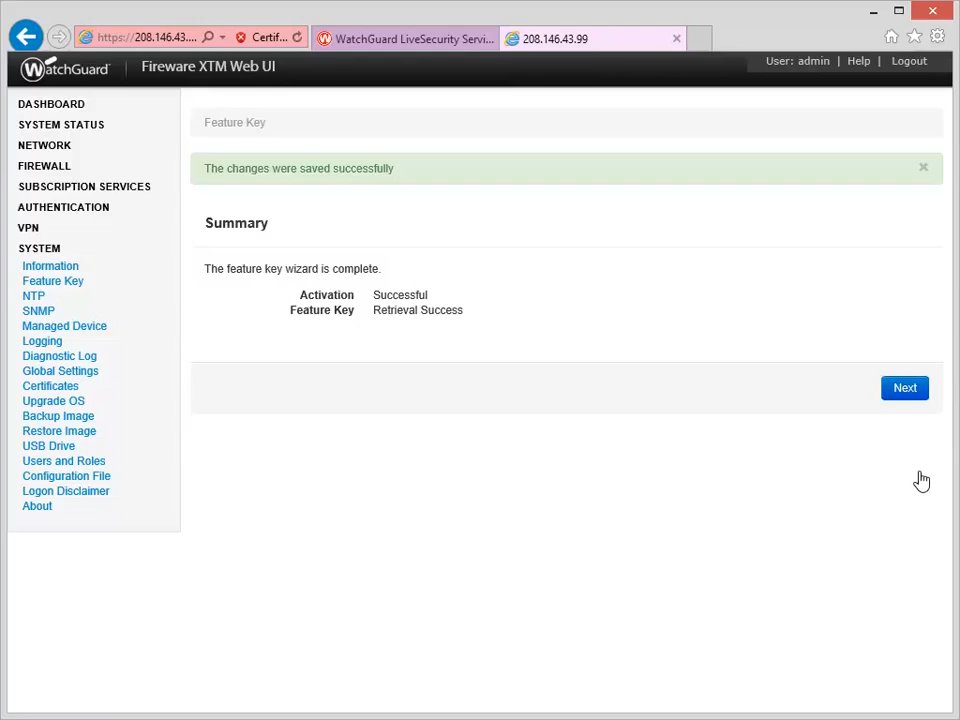 https://208.146.43....
Certif...
WatchGuard LiveSecurity Servi...
208.146.43.99
WatchGuard
Fireware XTM Web UI
User: admin | Help | Logout
DASHBOARD
SYSTEM STATUS
NETWORK
FIREWALL
SUBSCRIPTION SERVICES
AUTHENTICATION
VPN
SYSTEM
Information
Feature Key
NTP
SNMP
Managed Device
Logging
Diagnostic Log
Global Settings
Certificates
Upgrade OS
Backup Image
Restore Image
USB Drive
Users and Roles
Configuration File
Logon Disclaimer
About
Feature Key
The changes were saved successfully
Summary
The feature key wizard is complete.
Activation Successful
Feature Key Retrieval Success
Next